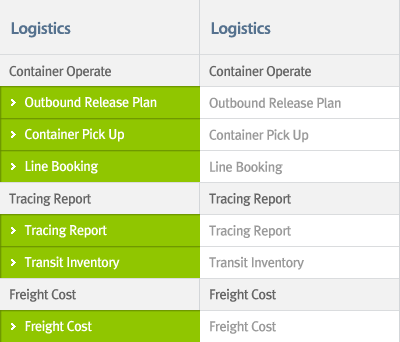 Logistics
Logistics
Container Operate
Container Operate
Outbound Release Plan
Outbound Release Plan
Container Pick Up
Container Pick Up
Line Booking
Line Booking
Tracing Report
Tracing Report
Tracing Report
Tracing Report
Transit Inventory
Transit Inventory
Freight Cost
Freight Cost
Freight Cost
Freight Cost